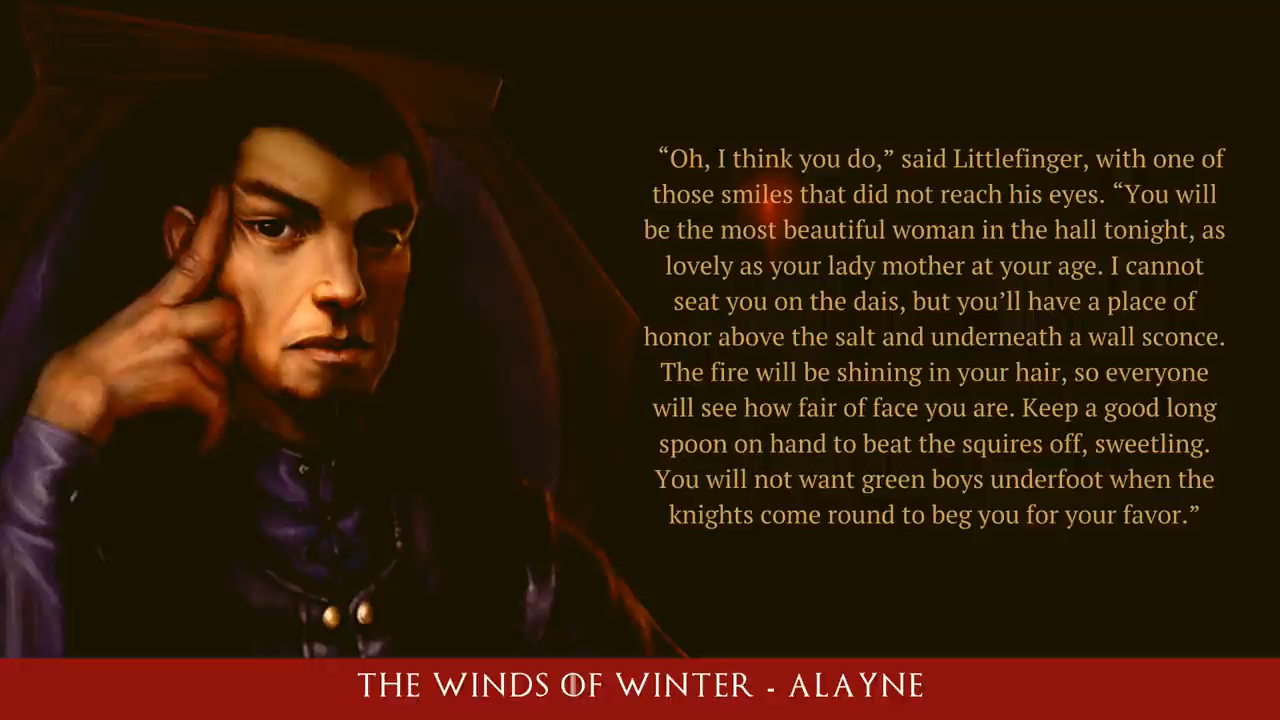 “Oh, I think you do,” said Littlefinger, with one of
those smiles that did not reach his eyes. “You will
be the most beautiful woman in the hall tonight, as
lovely as your lady mother at your age. I cannot
seat you on the dais, but you’ll have a place of
honor above the salt and underneath a wall sconce.
The fire will be shining in your hair, so everyone
will see how fair of face you are. Keep a good long
spoon on hand to beat the squires off, sweetling.
You will not want green boys underfoot when the
knights come round to beg you for your favor.”
THE WINDS OF WINTER - ALAYNE